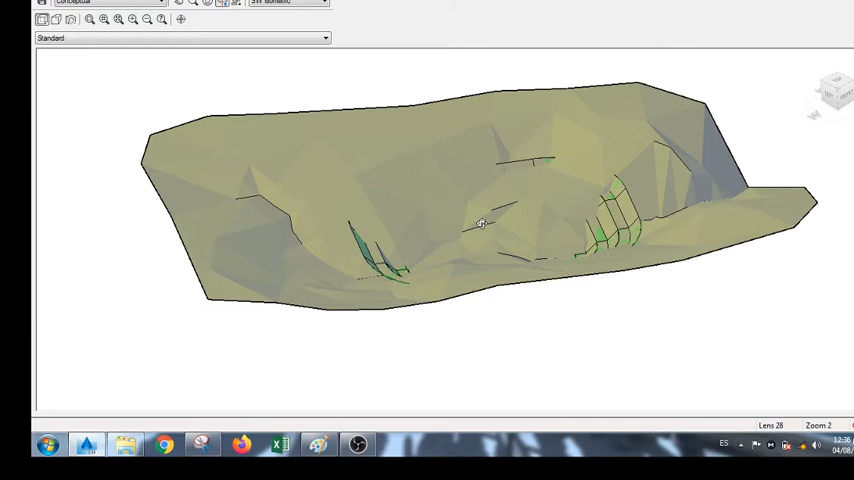 Conceptual
SW Isometric
Standard
Lens 28
Zoom 2
ES
12:36
04/08/